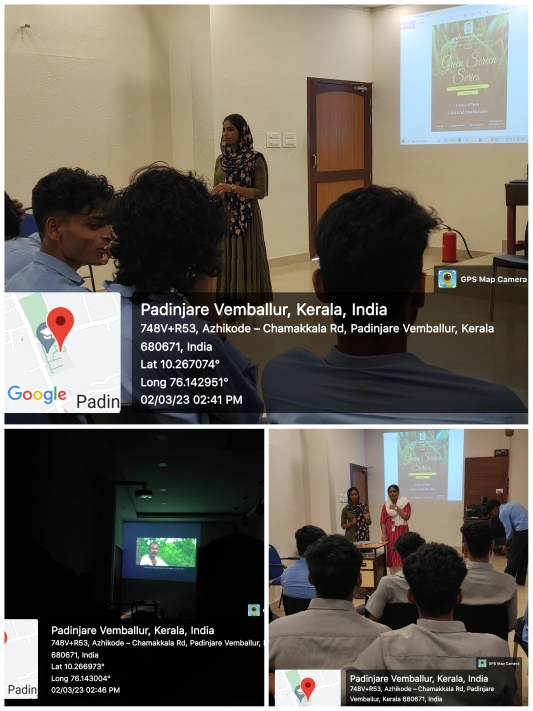 Green Screen
Series
GPS Map Camera
Padinjare Vemballur, Kerala, India
748V+R53, Azhikode – Chamakkala Rd, Padinjare Vemballur, Kerala
680671, India
Lat 10.267074°
Long 76.142951°
02/03/23 02:41 PM
Google
Padin
Padinjare Vemballur, Kerala, India
748V+R53, Azhikode – Chamakkala Rd, Padinjare Vemballur,
680671, India
Lat 10.266973°
Long 76.143004°
02/03/23 02:46 PM
Padin
Green Screen
Series
GPS Map Camera
Padinjare Vemballur, Kerala, India
748V+R53, Azhikode – Chamakkala Rd, Padinjare
Vemballur, Kerala 680671, India